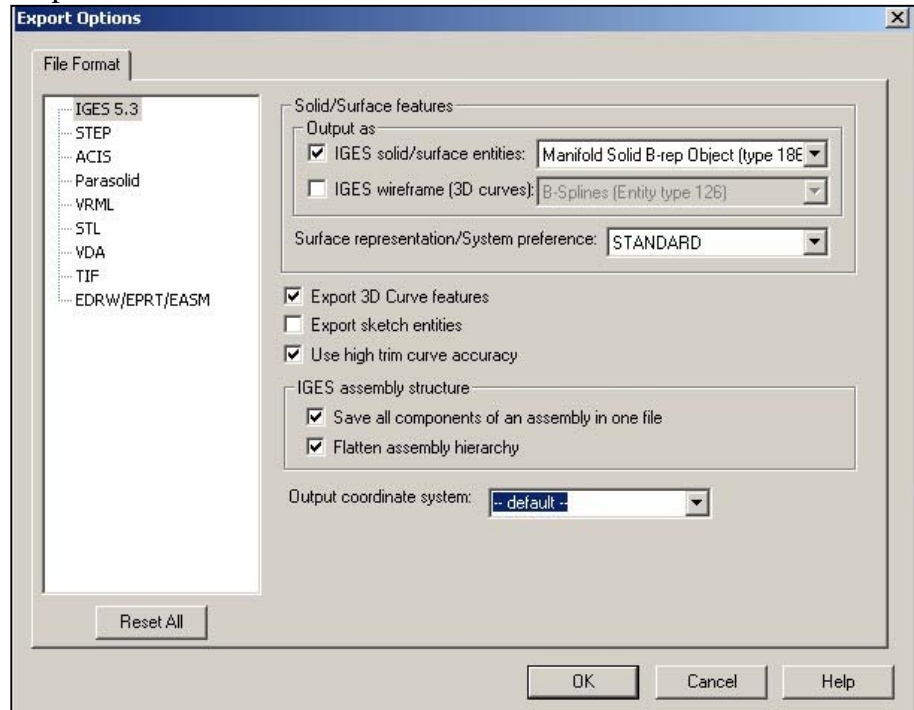 Export Options
File Format
IGES 5.3
STEP
ACIS
Parasolid
VRML
STL
VDA
TIF
EDRW/EPRT/EASM
Reset All
Solid/Surface features
Output as
IGES solid/surface entities: Manifold Solid B-rep Object (type 186
IGES wireframe (3D curves): B-Splines (Entity type 126)
Surface representation/System preference: STANDARD
Export 3D Curve features
Export sketch entities
Use high trim curve accuracy
IGES assembly structure
Save all components of an assembly in one file
Flatten assembly hierarchy
Output coordinate system: -- default --
OK Cancel Help